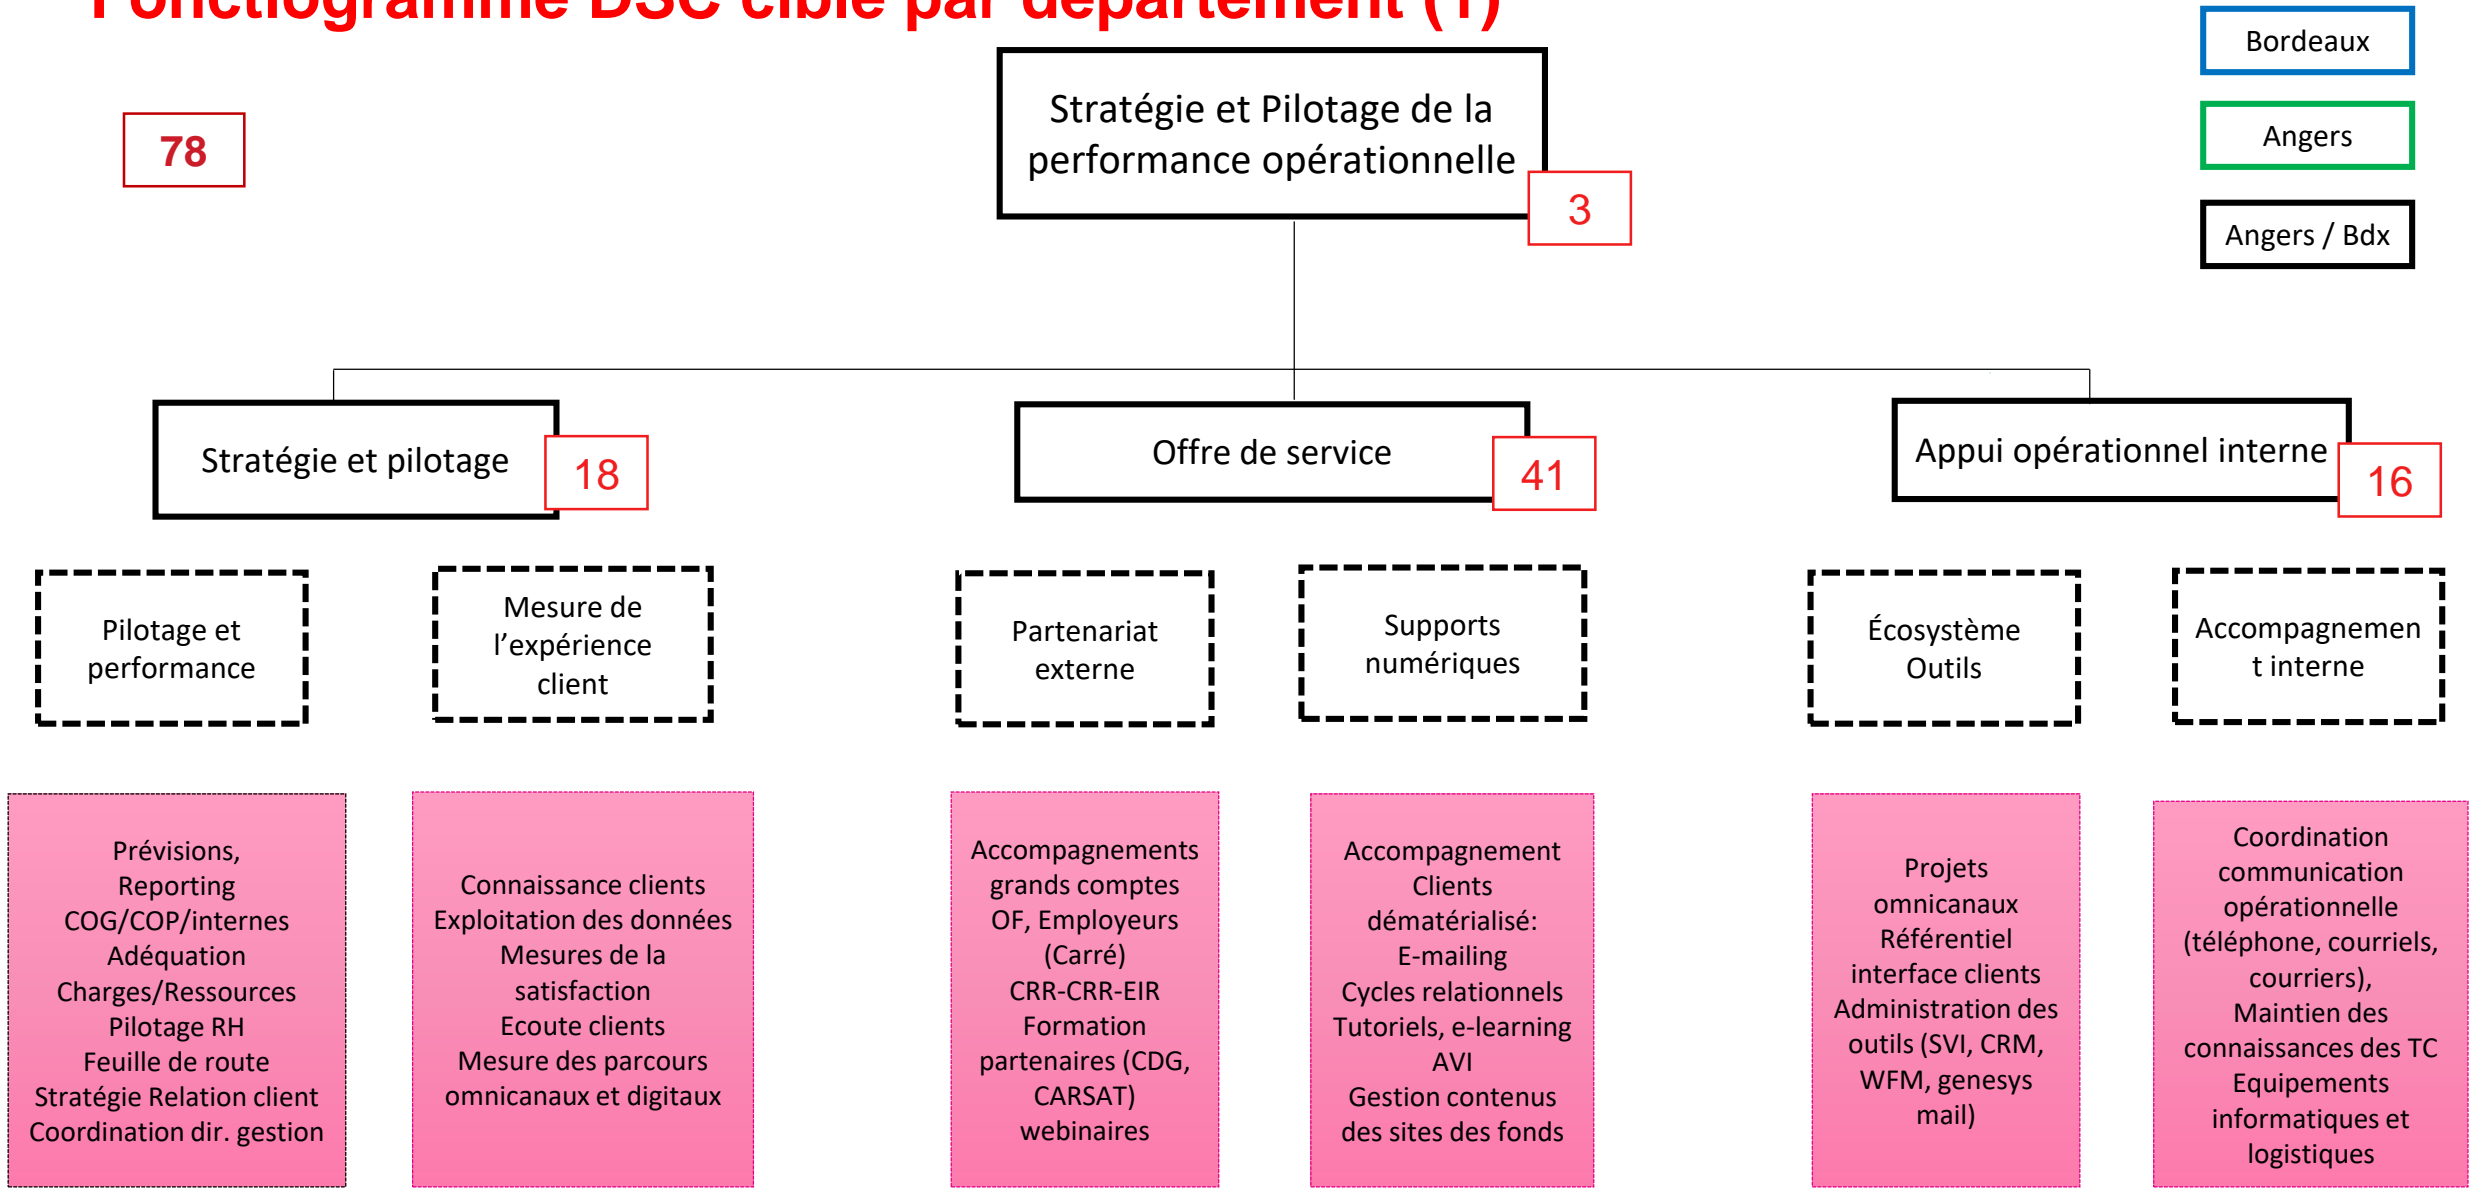 Fonctiogramme DSC cible par département (1)
Bordeaux
Angers
Angers / Bdx
78
Stratégie et Pilotage de la
performance opérationnelle
3
Stratégie et pilotage
18
Offre de service
41
Appui opérationnel interne
16
Pilotage et
performance
Mesure de
l’expérience
client
Partenariat
externe
Supports
numériques
Écosystème
Outils
Accompagnemen
t interne
Prévisions,
Reporting
COG/COP/internes
Adéquation
Charges/Ressources
Pilotage RH
Feuille de route
Stratégie Relation client
Coordination dir. gestion
Connaissance clients
Exploitation des données
Mesures de la
satisfaction
Ecoute clients
Mesure des parcours
omnicanaux et digitaux
Accompagnements
grands comptes
OF, Employeurs
(Carré)
CRR-CRR-EIR
Formation
partenaires (CDG,
CARSAT)
webinaires
Accompagnement
Clients
dématérialisé:
E-mailing
Cycles relationnels
Tutoriels, e-learning
AVI
Gestion contenus
des sites des fonds
Projets
omnicanaux
Référentiel
interface clients
Administration des
outils (SVI, CRM,
WFM, genesys
mail)
Coordination
communication
opérationnelle
(téléphone, courriels,
courriers),
Maintien des
connaissances des TC
Equipements
informatiques et
logistiques